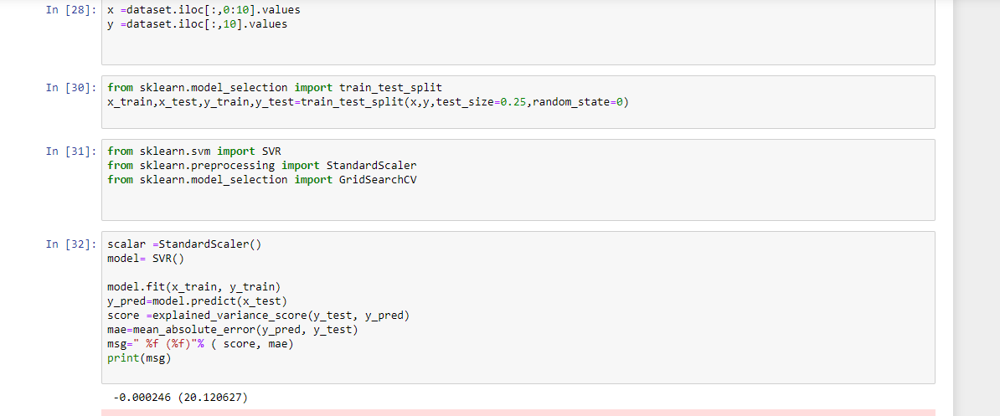 In [28]: x =dataset.iloc[:,0:10].values
y =dataset.iloc[:,10].values
In [30]: from sklearn.model_selection import train_test_split
x_train,x_test,y_train,y_test=train_test_split(x,y,test_size=0.25,random_state=0)
In [31]: from sklearn.svm import SVR
from sklearn.preprocessing import StandardScaler
from sklearn.model_selection import GridSearchCV
In [32]: scalar =StandardScaler()
model= SVR()
model.fit(x_train, y_train)
y_pred=model.predict(x_test)
score =explained_variance_score(y_test, y_pred)
mae=mean_absolute_error(y_pred, y_test)
msg=" %f (%f)"% ( score, mae)
print(msg)
-0.000246 (20.120627)